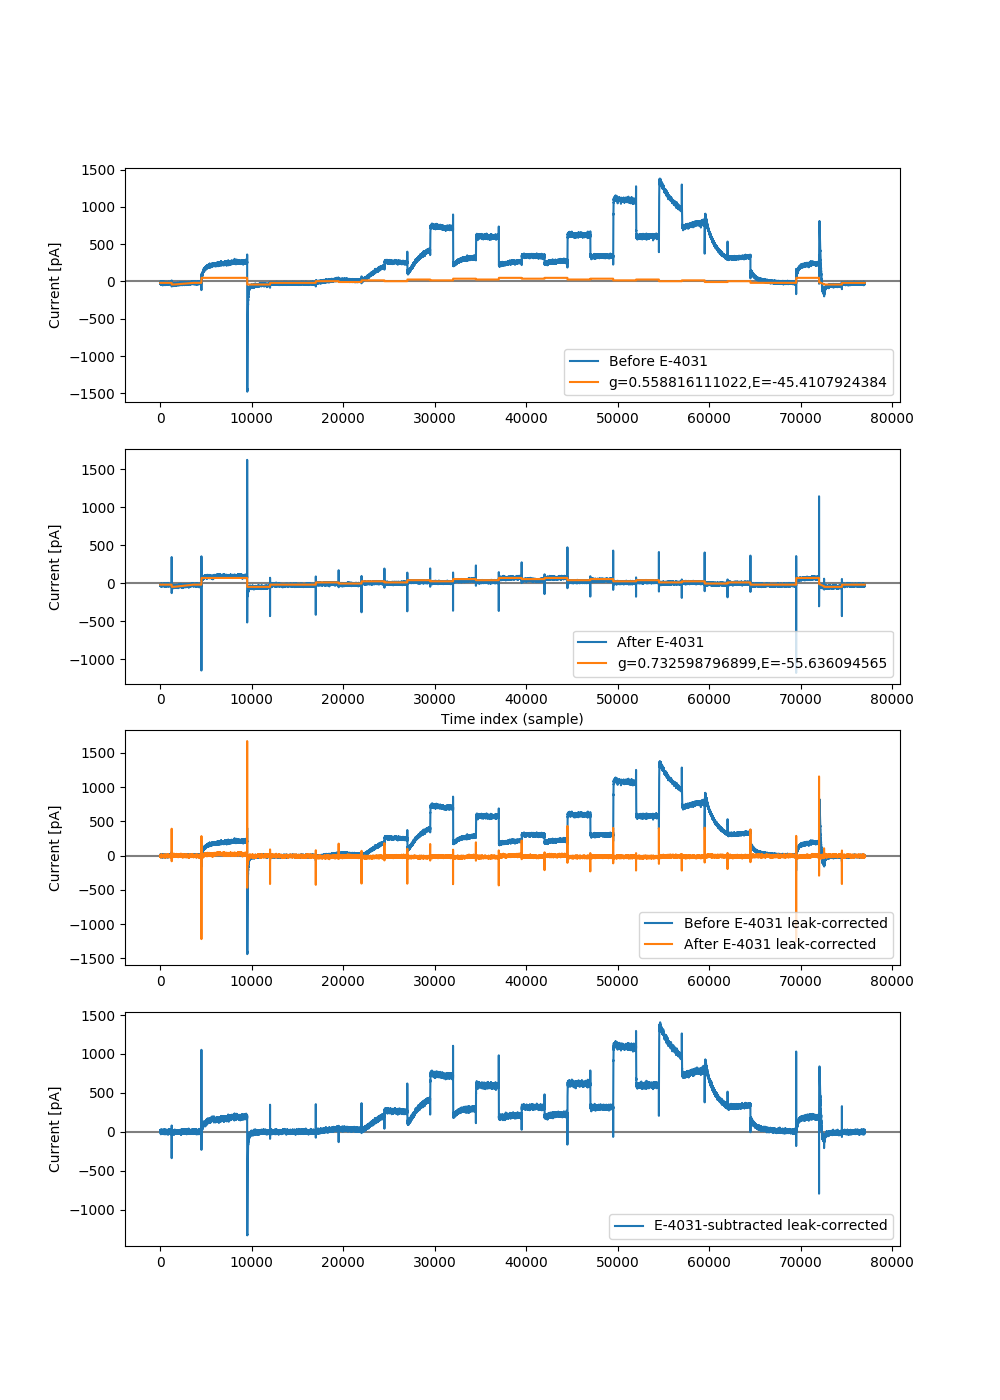 1500
1000
500
0
−500
−1000
−1500
Current [pA]
Before E-4031
g=0.558816111022,E=-45.4107924384
0 10000 20000 30000 40000 50000 60000 70000 80000
1500
1000
500
0
−500
−1000
Current [pA]
After E-4031
g=0.732598796899,E=-55.636094565
0 10000 20000 30000 40000 50000 60000 70000 80000
Time index (sample)
1500
1000
500
0
−500
−1000
−1500
Current [pA]
Before E-4031 leak-corrected
After E-4031 leak-corrected
0 10000 20000 30000 40000 50000 60000 70000 80000
1500
1000
500
0
−500
−1000
Current [pA]
E-4031-subtracted leak-corrected
0 10000 20000 30000 40000 50000 60000 70000 80000